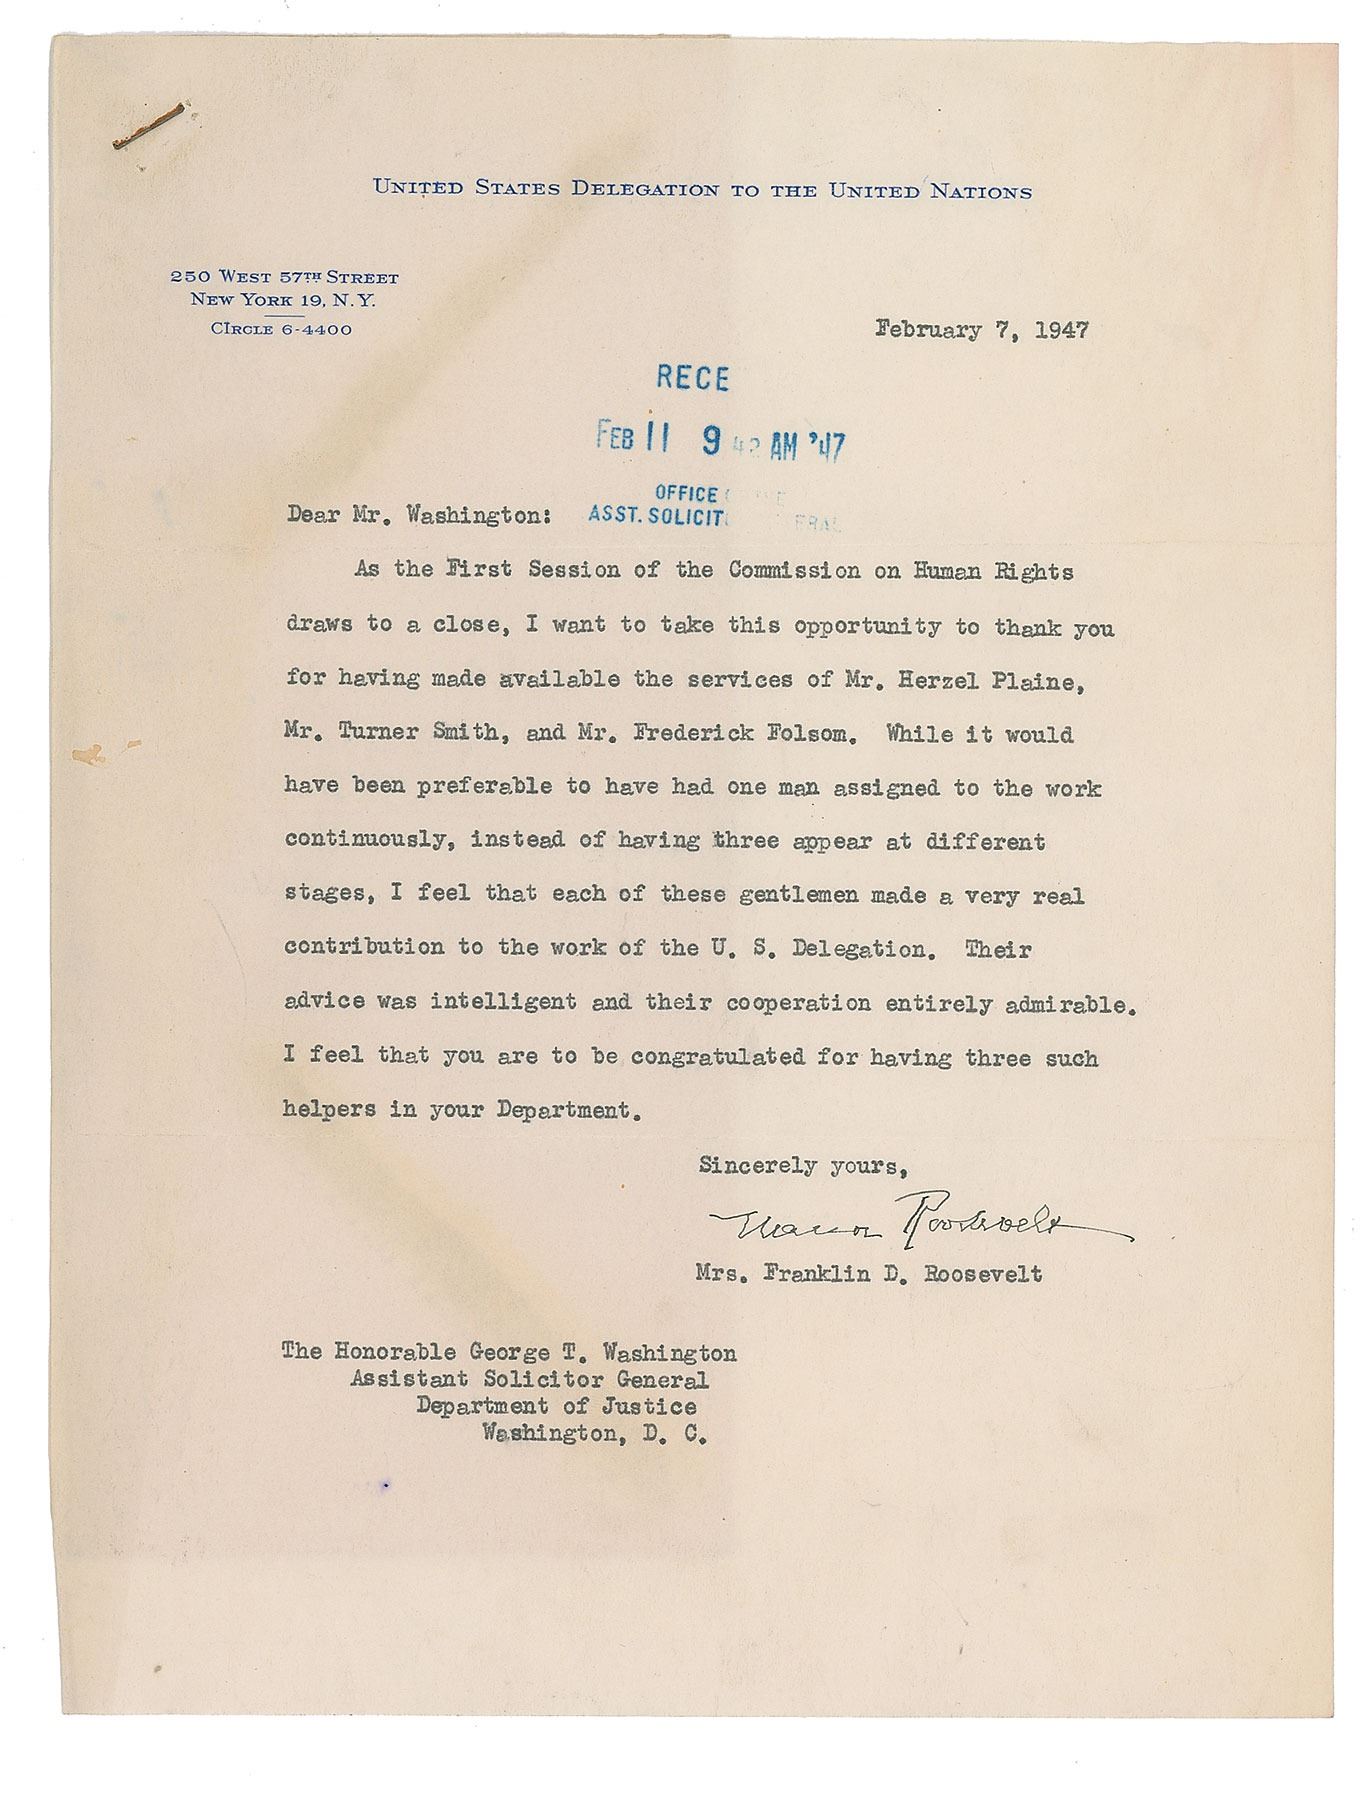 UNITED STATES DELEGATION TO THE UNITED NATIONS
250 WEST 57TH STREET
NEW YORK 19, N.Y.
CIRCLE 6-4400
February 7, 1947
RECE
FEB 11 9 42 AM '47
OFFICE
ASST. SOLICIT
Dear Mr. Washington:
As the First Session of the Commission on Human Rights
draws to a close, I want to take this opportunity to thank you
for having made available the services of Mr. Herzel Plaine,
Mr. Turner Smith, and Mr. Frederick Folsom. While it would
have been preferable to have had one man assigned to the work
continuously, instead of having three appear at different
stages, I feel that each of these gentlemen made a very real
contribution to the work of the U. S. Delegation. Their
advice was intelligent and their cooperation entirely admirable.
I feel that you are to be congratulated for having three such
helpers in your Department.
Sincerely yours,
Eleanor Roosevelt
Mrs. Franklin D. Roosevelt
The Honorable George T. Washington
Assistant Solicitor General
Department of Justice
Washington, D. C.